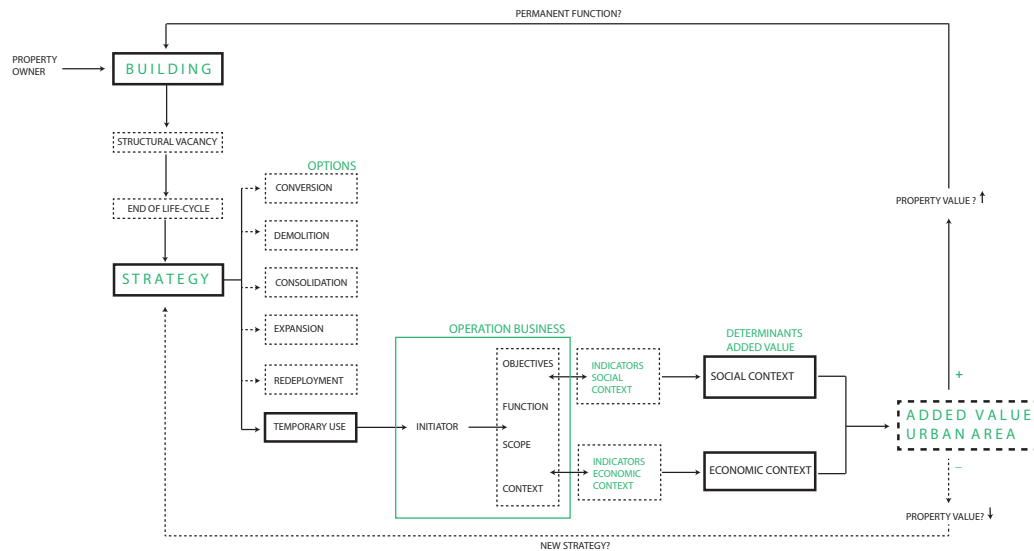 PERMANENT FUNCTION?
PROPERTY
OWNER
BUILDING
STRUCTURAL VACANCY
END OF LIFE-CYCLE
STRATEGY
OPTIONS
CONVERSION
DEMOLITION
CONSOLIDATION
EXPANSION
REDEPLOYMENT
TEMPORARY USE
OPERATION BUSINESS
INITIATOR
OBJECTIVES
FUNCTION
SCOPE
CONTEXT
INDICATORS
SOCIAL
CONTEXT
INDICATORS
ECONOMIC
CONTEXT
DETERMINANTS
ADDED VALUE
SOCIAL CONTEXT
ECONOMIC CONTEXT
PROPERTY VALUE ?
+
ADDED VALUE
URBAN AREA
–
PROPERTY VALUE?
NEW STRATEGY?